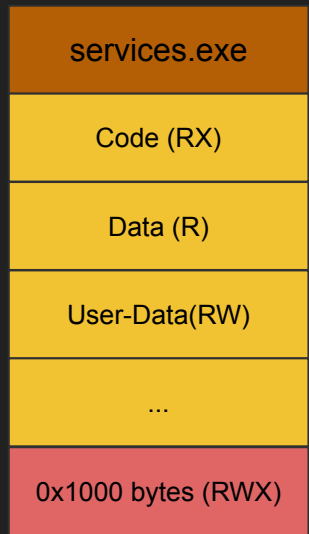 services.exe
Code (RX)
Data (R)
User-Data(RW)
...
0x1000 bytes (RWX)